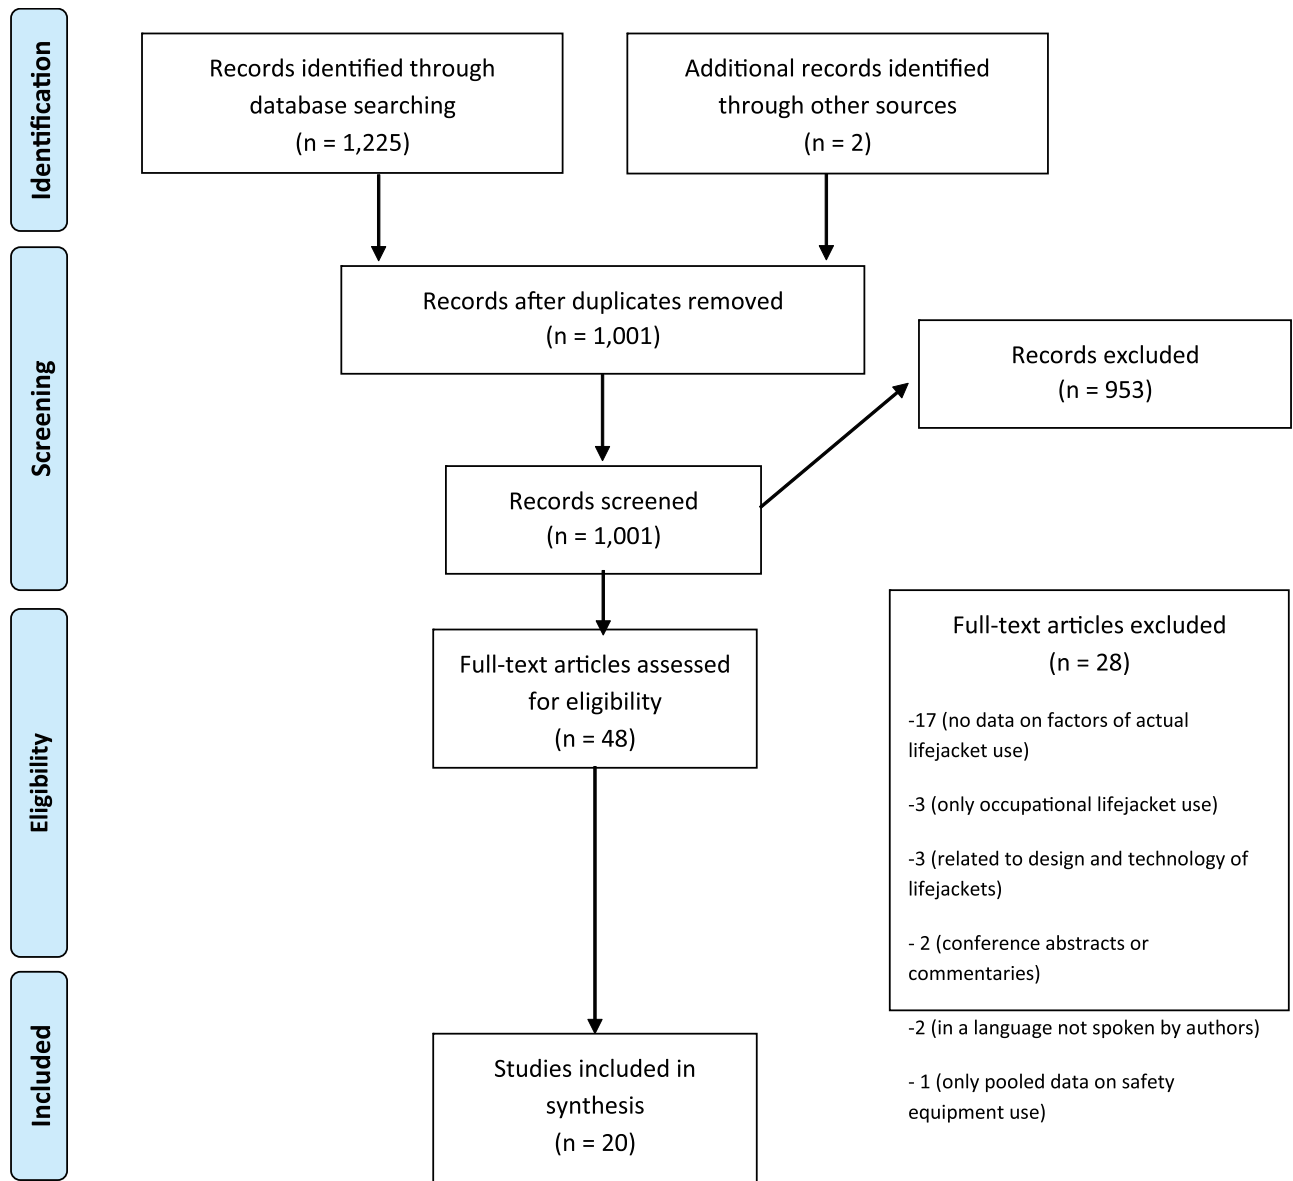 Identification
Records identified through
database searching
(n = 1,225)
Additional records identified
through other sources
(n = 2)
Screening
Records after duplicates removed
(n = 1,001)
Records excluded
(n = 953)
Records screened
(n = 1,001)
Eligibility
Full-text articles assessed
for eligibility
(n = 48)
Full-text articles excluded
(n = 28)
-17 (no data on factors of actual
lifejacket use)
-3 (only occupational lifejacket use)
-3 (related to design and technology of
lifejackets)
- 2 (conference abstracts or
commentaries)
-2 (in a language not spoken by authors)
- 1 (only pooled data on safety
equipment use)
Included
Studies included in
synthesis
(n = 20)